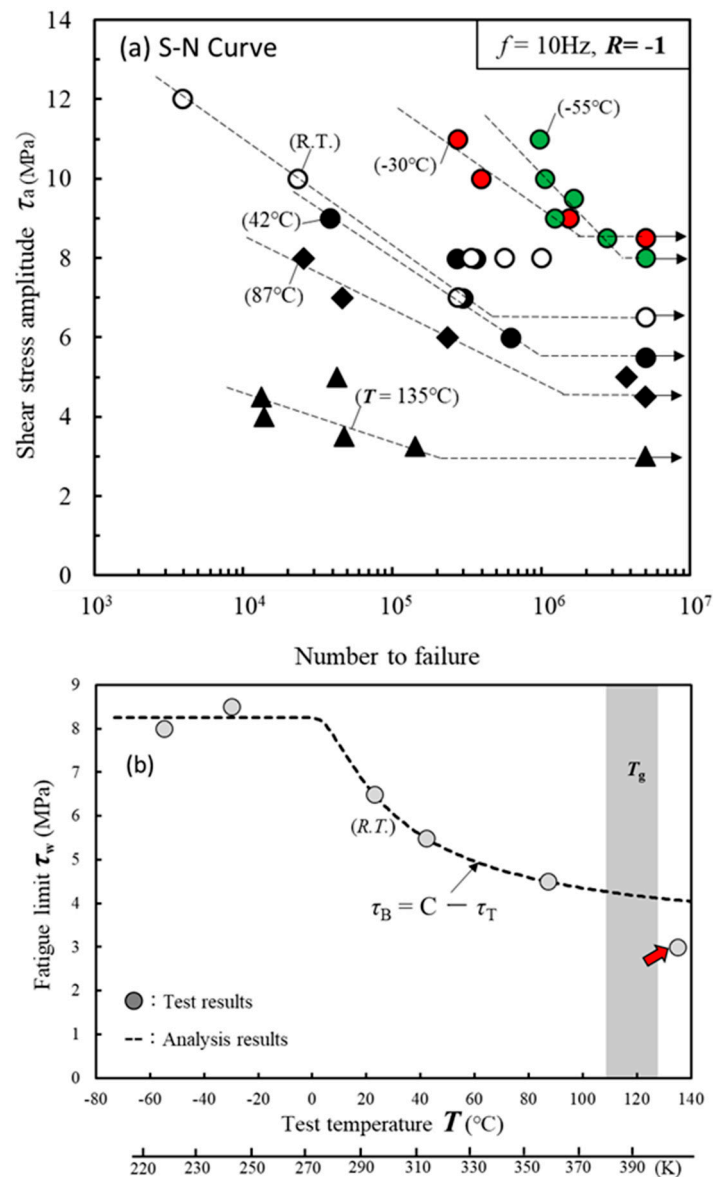 (a) S-N Curve
f = 10Hz, R= -1
Shear stress amplitude τa (MPa)
14
12
10
8
6
4
2
0
(-55℃)
(R.T.)
(-30℃)
(42℃)
(87℃)
(T = 135℃)
10³ 10⁴ 10⁵ 10⁶ 10⁷
Number to failure
Fatigue limit τw (MPa)
9
8
7
6
5
4
3
2
1
0
(b)
Tg
(R.T.)
τB = C − τT
: Test results
: Analysis results
-80 -60 -40 -20 0 20 40 60 80 100 120 140
Test temperature T (℃)
220 230 250 270 290 310 330 350 370 390 (K)